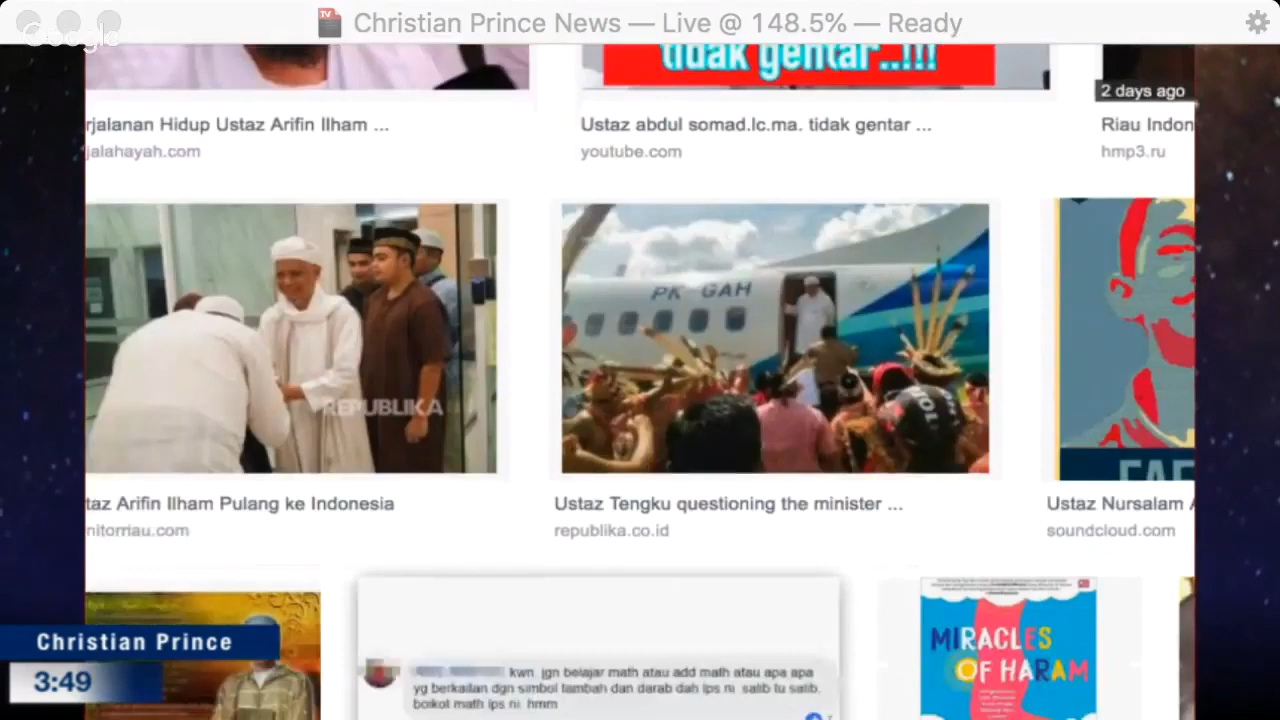 Christian Prince News — Live @ 148.5% — Ready
Google
tidak gentar..!!!
2 days ago
rjalanan Hidup Ustaz Arifin Ilham ...
jalahayah.com
Ustaz abdul somad.lc.ma. tidak gentar ...
youtube.com
Riau Indon
hmp3.ru
REPUBLIKA
PK-GAH
taz Arifin Ilham Pulang ke Indonesia
nitorriau.com
Ustaz Tengku questioning the minister ...
republika.co.id
Ustaz Nursalam
soundcloud.com
Christian Prince
3:49
kwn jgn belajar math atau add math atau apa apa
yg berkaitan dgn simbol tambah dan darab dah lps ni salib tu salib.
boikot math lps ni. hmm
MIRACLES
OF HARAM